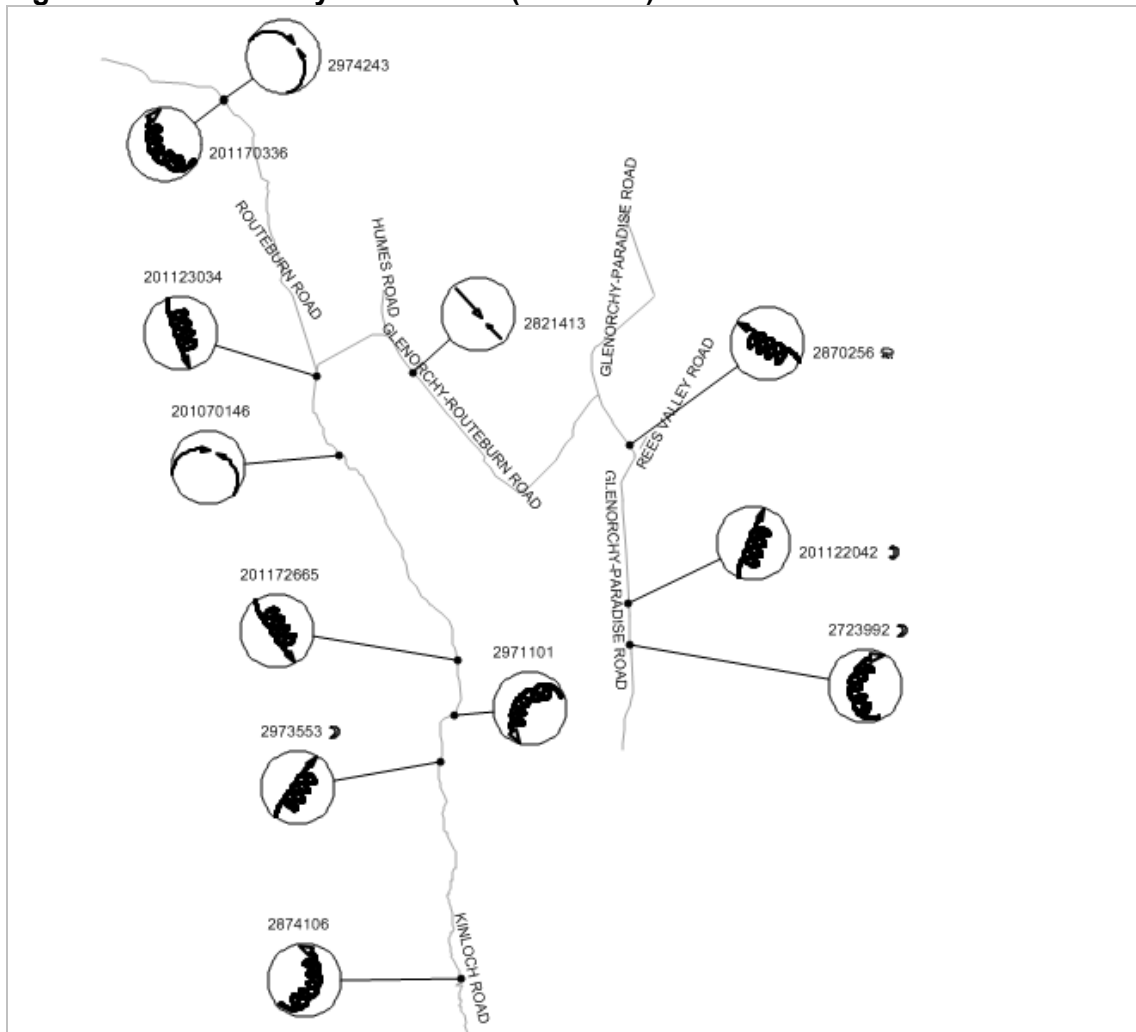 2974243
201170336
ROUTEBURN ROAD
HUMES ROAD
GLENORCHY-PARADISE ROAD
201123034
2821413
2870256
GLENORCHY-ROUTEBURN ROAD
REES VALLEY ROAD
201070146
GLENORCHY-PARADISE ROAD
201122042
201172665
2723992
2971101
2973553
2874106
KINLOCH ROAD